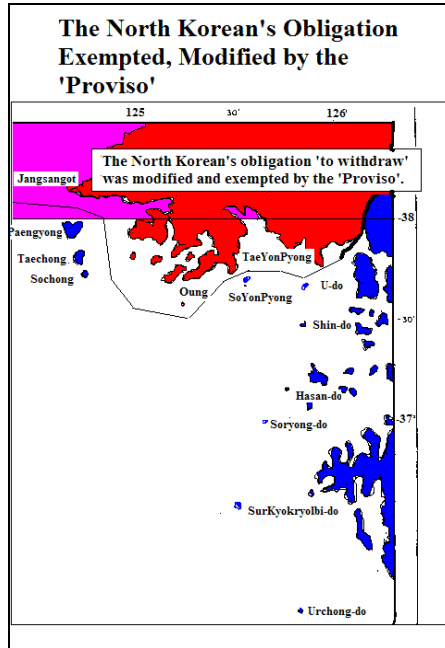 The North Korean's Obligation
Exempted, Modified by the
'Proviso'
125
30'
126
The North Korean's obligation 'to withdraw'
was modified and exempted by the 'Proviso'.
Jangsangot
-38
Paengyong
TaeYonPyong
Taechong
Sochong
U-do
Oung
SoYonPyong
Shin-do
-30'
Hasan-do
Soryong-do
-37'
SurKyokryolbi-do
Urchong-do